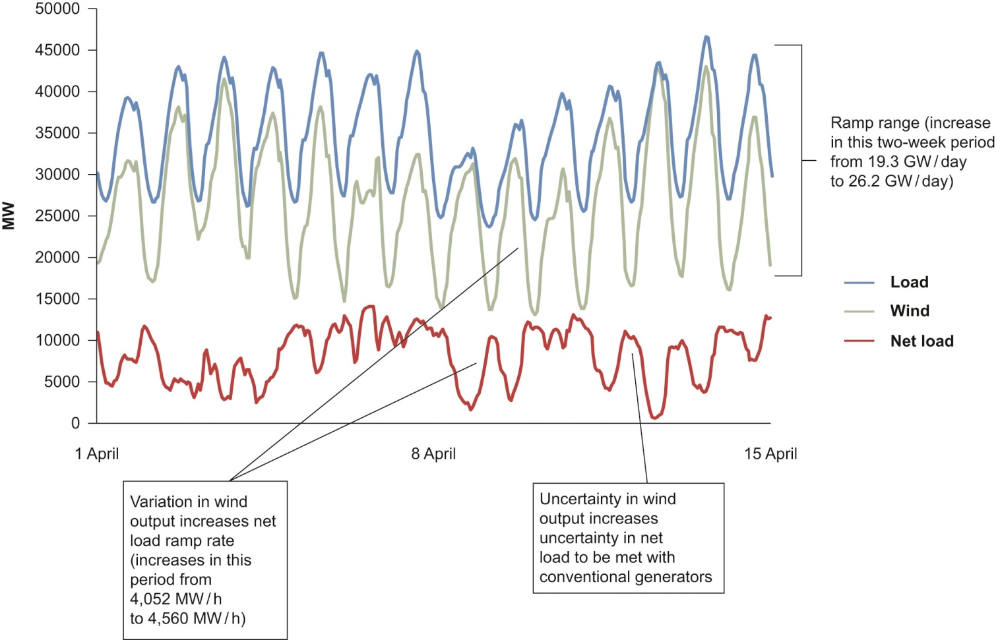 50000
45000
40000
35000
30000
25000
20000
15000
10000
5000
0
MW
1 April
8 April
15 April
Ramp range (increase
in this two-week period
from 19.3 GW/day
to 26.2 GW/day)
Load
Wind
Net load
Variation in wind
output increases net
load ramp rate
(increases in this
period from
4,052 MW/h
to 4,560 MW/h)
Uncertainty in wind
output increases
uncertainty in net
load to be met with
conventional generators